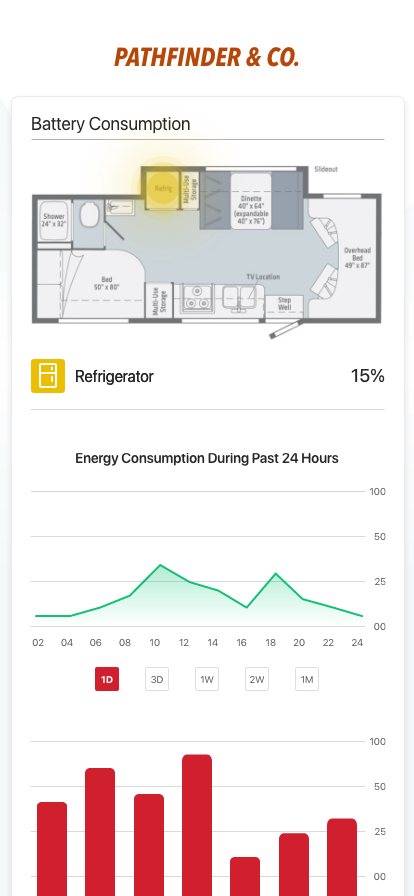 PATHFINDER & CO.
Battery Consumption
Slideout
Refrig
Multi-Use
Storage
Dinette
40" x 64"
(expandable
40" x 76")
Shower
24" x 32"
Overhead
Bed
49" x 87"
TV Location
Bed
50" x 80"
Multi-Use
Storage
Step
Well
Refrigerator 15%
Energy Consumption During Past 24 Hours
100
50
25
00
02 04 06 08 10 12 14 16 18 20 22 24
1D 3D 1W 2W 1M
100
50
25
00